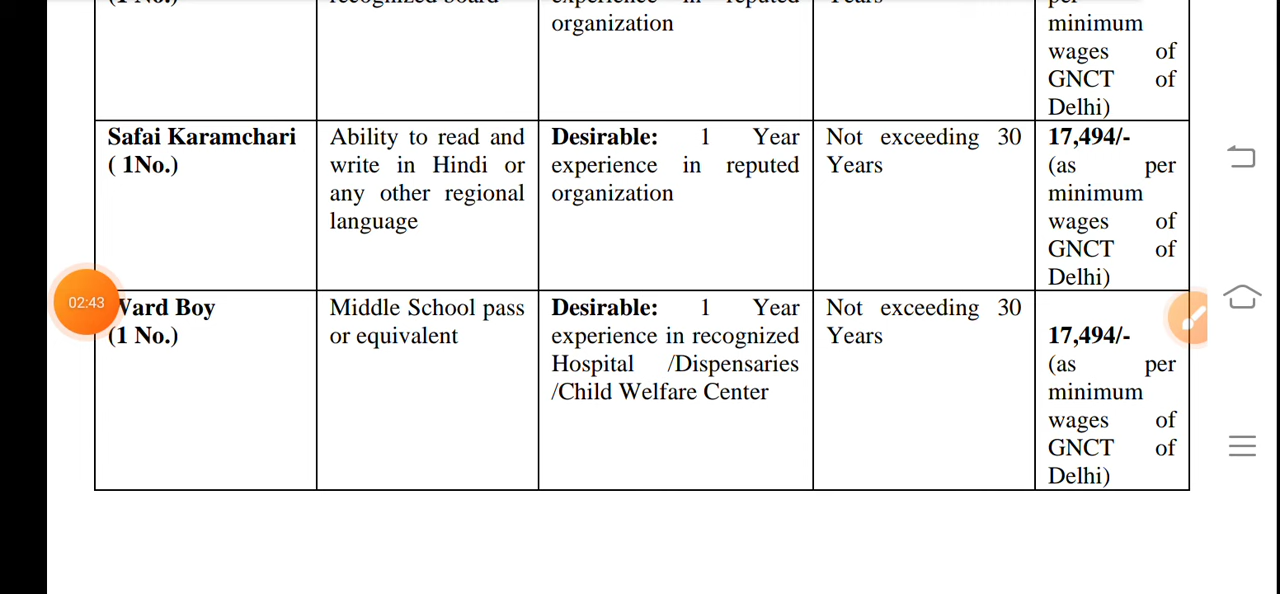 organization
minimum
wages of
GNCT of
Delhi)
Safai Karamchari
( 1No.)
Ability to read and
write in Hindi or
any other regional
language
Desirable: 1 Year
experience in reputed
organization
Not exceeding 30
Years
17,494/-
(as per
minimum
wages of
GNCT of
Delhi)
02:43
Ward Boy
(1 No.)
Middle School pass
or equivalent
Desirable: 1 Year
experience in recognized
Hospital /Dispensaries
/Child Welfare Center
Not exceeding 30
Years
17,494/-
(as per
minimum
wages of
GNCT of
Delhi)